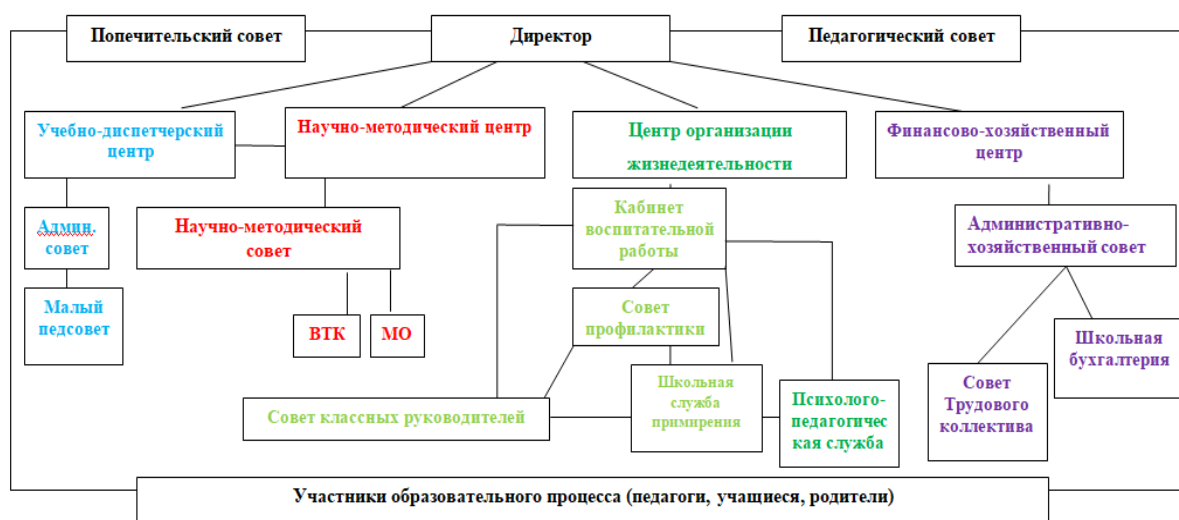 Попечительский совет
Директор
Педагогический совет
Учебно-диспетчерский
центр
Научно-методический центр
Центр организации
жизнедеятельности
Финансово-хозяйственный
центр
Админ.
совет
Научно-методический
совет
Кабинет
воспитательной
работы
Административно-
хозяйственный совет
Малый
педсовет
ВТК
МО
Совет
профилактики
Школьная
бухгалтерия
Совет классных руководителей
Школьная
служба
примирения
Психолого-
педагогичес
кая служба
Совет
Трудового
коллектива
Участники образовательного процесса (педагоги, учащиеся, родители)